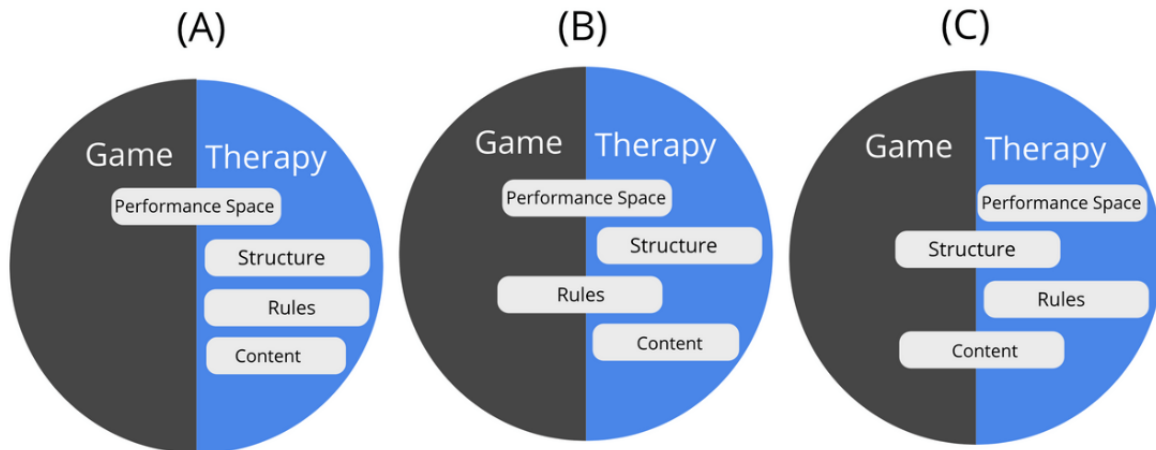 (A)
Game Therapy
Performance Space
Structure
Rules
Content
(B)
Game Therapy
Performance Space
Structure
Rules
Content
(C)
Game Therapy
Performance Space
Structure
Rules
Content